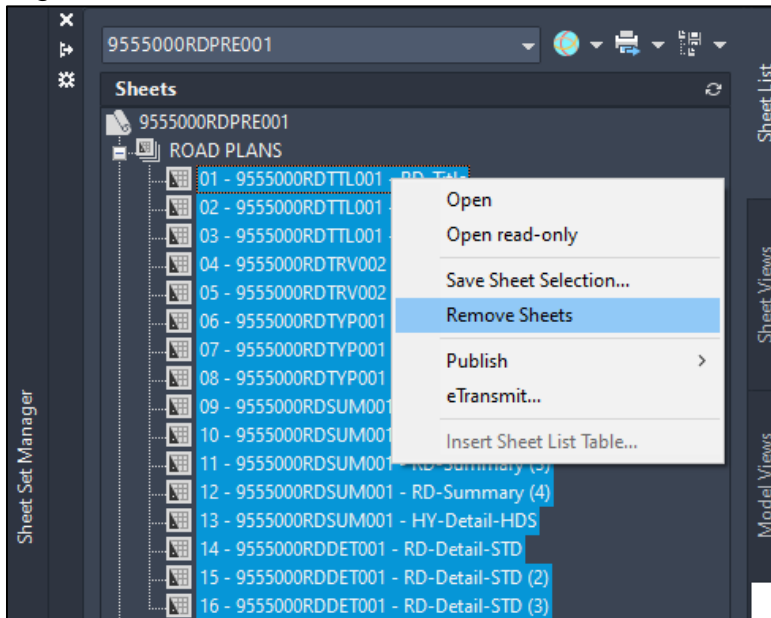 9555000RDPRE001
Sheets
9555000RDPRE001
ROAD PLANS
01 - 9555000RDTTL001 - RD-Title
02 - 9555000RDTTL001 -
03 - 9555000RDTTL001 -
04 - 9555000RDTRV002
05 - 9555000RDTRV002
06 - 9555000RDTYP001
07 - 9555000RDTYP001
08 - 9555000RDTYP001
09 - 9555000RDSUM001
10 - 9555000RDSUM001
11 - 9555000RDSUM001 - RD-Summary (3)
12 - 9555000RDSUM001 - RD-Summary (4)
13 - 9555000RDSUM001 - HY-Detail-HDS
14 - 9555000RDDET001 - RD-Detail-STD
15 - 9555000RDDET001 - RD-Detail-STD (2)
16 - 9555000RDDET001 - RD-Detail-STD (3)
Open
Open read-only
Save Sheet Selection...
Remove Sheets
Publish
eTransmit...
Insert Sheet List Table...
Sheet Set Manager
Sheet List
Sheet Views
Model Views